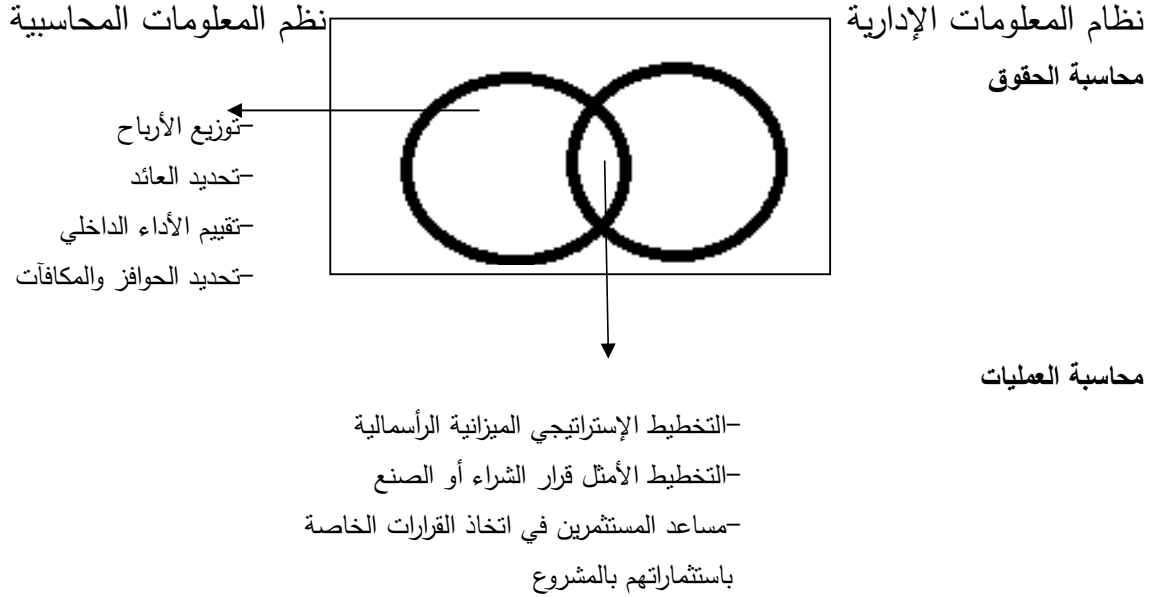 نظام المعلومات الإدارية
نظم المعلومات المحاسبية
محاسبة الحقوق
-توزيع الأرباح
-تحديد العائد
-تقييم الأداء الداخلي
-تحديد الحوافز والمكافآت
محاسبة العمليات
-التخطيط الإستراتيجي الميزانية الرأسمالية
-التخطيط الأمثل قرار الشراء أو الصنع
-مساعد المستثمرين في اتخاذ القرارات الخاصة
باستثماراتهم بالمشروع